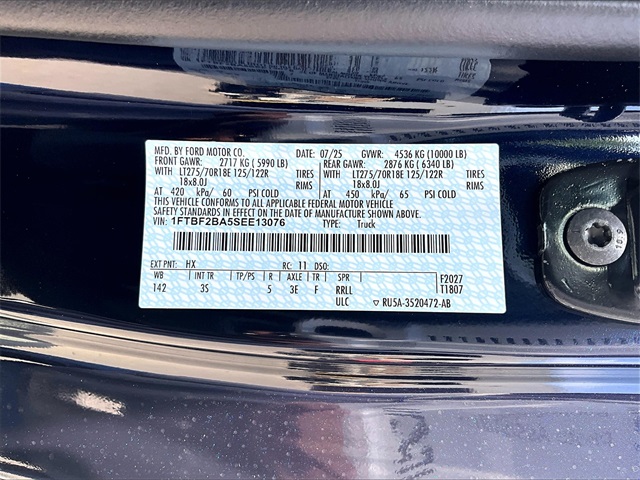 MFD. BY FORD MOTOR CO. DATE: 07/25 GVWR: 4536 KG (10000 LB)
FRONT GAWR: 2717 KG ( 5990 LB) REAR GAWR: 2876 KG ( 6340 LB)
WITH LT275/70R18E 125/122R TIRES WITH LT275/70R18E 125/122R TIRES
18x8.0J RIMS 18x8.0J RIMS
AT 420 kPa/ 60 PSI COLD AT 450 kPa/ 65 PSI COLD
THIS VEHICLE CONFORMS TO ALL APPLICABLE FEDERAL MOTOR VEHICLE
SAFETY STANDARDS IN EFFECT ON THE DATE OF MANUFACTURE SHOWN ABOVE.
VIN: 1FTBF2BA5SEE13076 TYPE: Truck
EXT PNT: HX RC: 11 DSO:
WB INT TR TP/PS R AXLE TR SPR F2027
142 3S 5 3E F RRLL T1807
ULC ▽ RU5A-3520472-AB
10.9